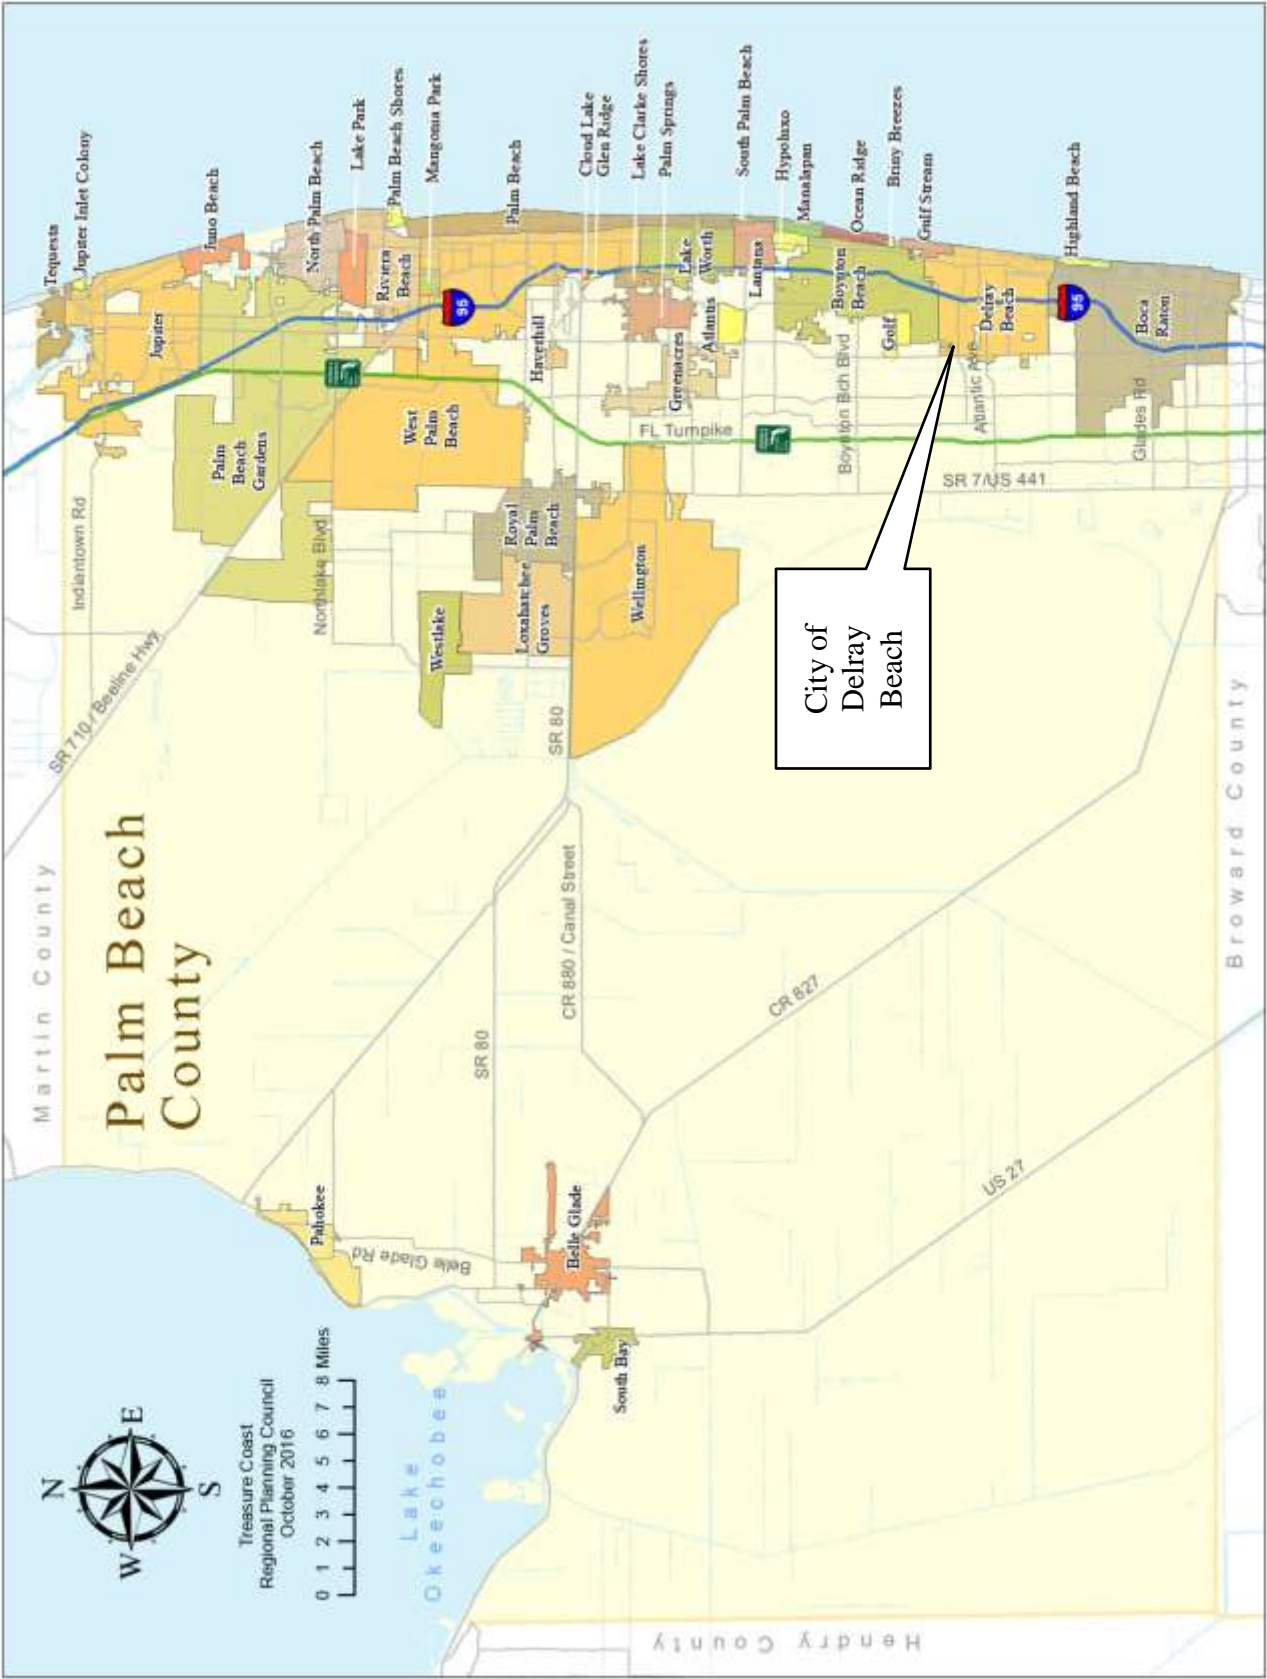 Martin County
Palm Beach
County
N
W
E
S
Treasure Coast
Regional Planning Council
October 2016
0 1 2 3 4 5 6 7 8 Miles
Lake
Okeechobee
Tequesta
Jupiter Inlet Colony
Juno Beach
North Palm Beach
Lake Park
Palm Beach Shores
Mangonia Park
Palm Beach
Cloud Lake
Glen Ridge
Lake Clarke Shores
Palm Springs
South Palm Beach
Hypoluxo
Manalapan
Ocean Ridge
Briny Breezes
Gulf Stream
Highland Beach
Jupiter
Riviera
Beach
95
Haverhill
Lake
Worth
Lantana
Atlantis
Greenacres
Boynton
Beach
Golf
Delray
Beach
95
Boca
Raton
Palm
Beach
Gardens
West
Palm
Beach
FL Turnpike
Boynton Bch Blvd
Atlantic Ave
Glades Rd
SR 7/US 441
Indiantown Rd
Northlake Blvd
SR 710 / Beeline Hwy
Royal
Palm
Beach
Loxahatchee
Groves
Westlake
Wellington
SR 80
City of
Delray
Beach
CR 880 / Canal Street
SR 80
CR 827
US 27
Pahokee
Belle Glade Rd
Belle Glade
South Bay
Broward County
Hendry County